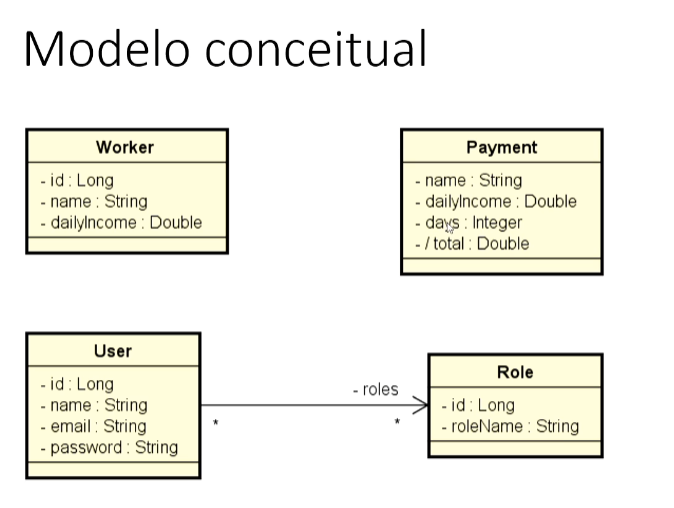 Modelo conceitual
Worker
- id : Long
- name : String
- dailyIncome : Double
Payment
- name : String
- dailyIncome : Double
- days : Integer
- / total : Double
User
- id : Long
- name : String
- email : String
- password : String
- roles
*
*
Role
- id : Long
- roleName : String